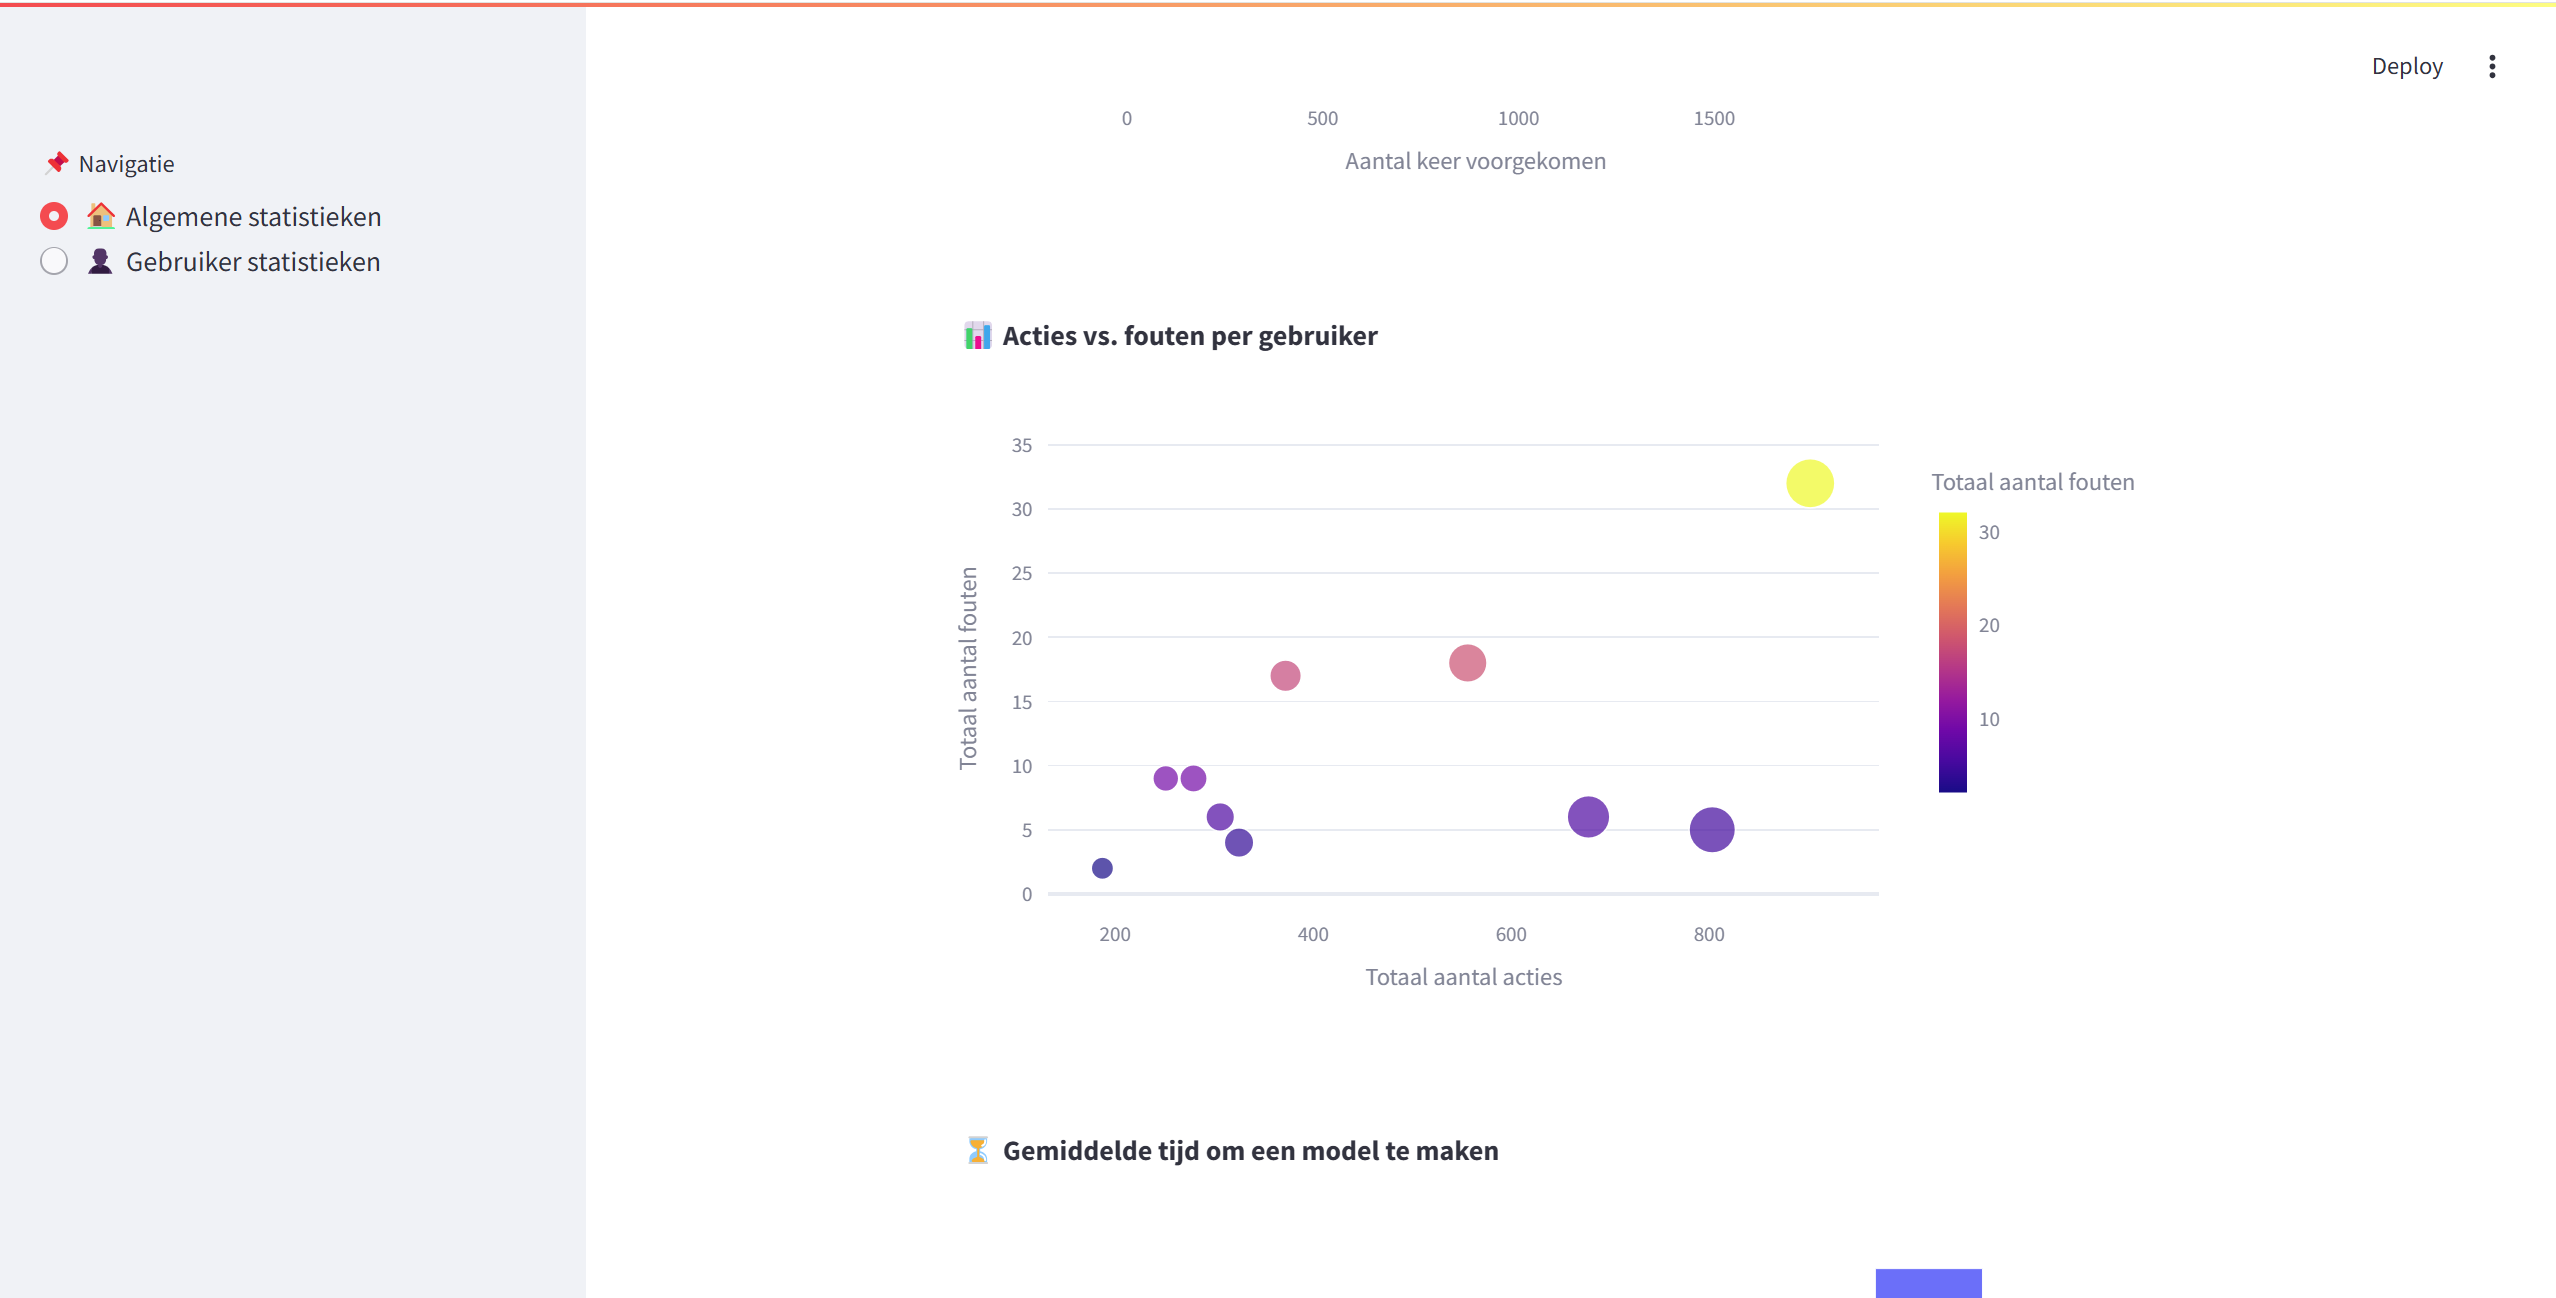 Deploy
Navigatie
Algemene statistieken
Gebruiker statistieken
0 500 1000 1500
Aantal keer voorgekomen
Acties vs. fouten per gebruiker
35
30
25
20
15
10
5
0
Totaal aantal fouten
200 400 600 800
Totaal aantal acties
Totaal aantal fouten
30
20
10
Gemiddelde tijd om een model te maken